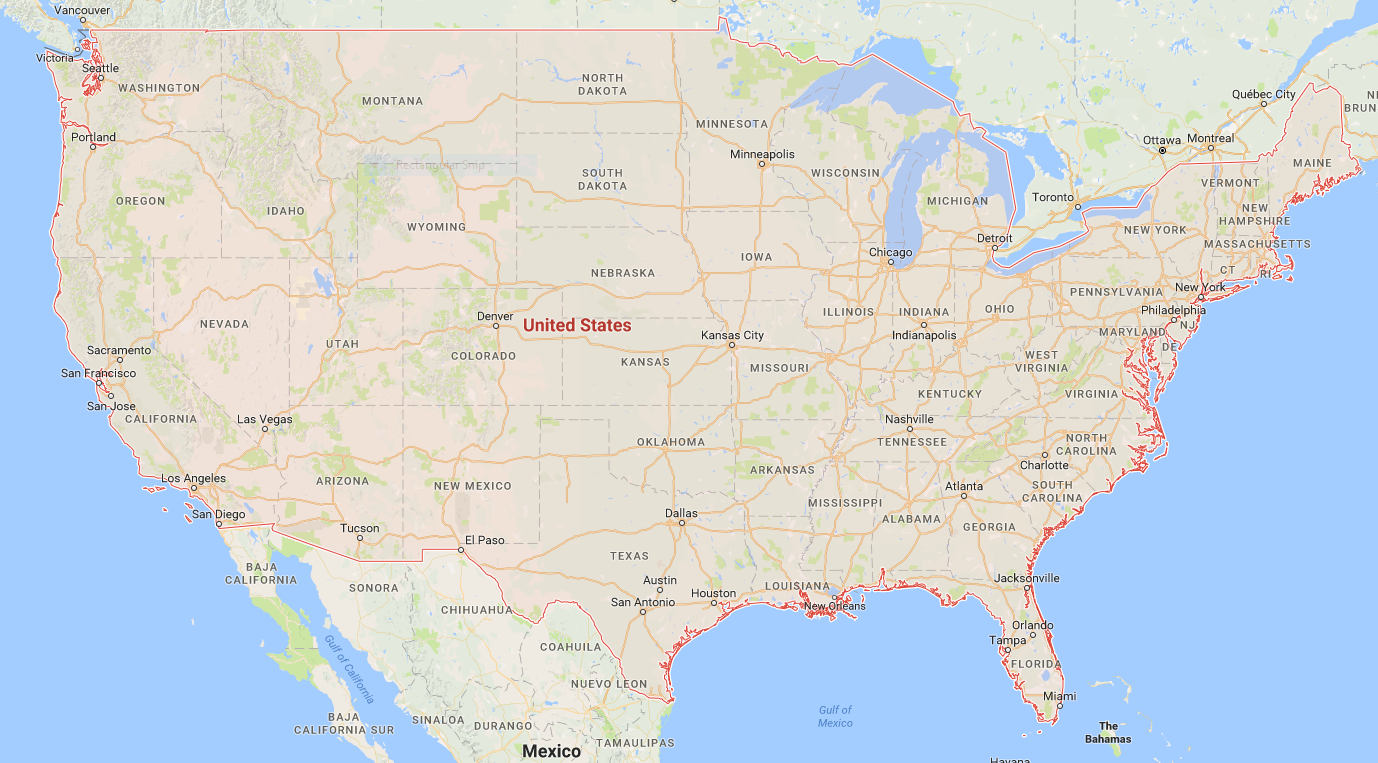 Vancouver
Victoria
Seattle
WASHINGTON
MONTANA
NORTH
DAKOTA
MINNESOTA
Québec City
Ottawa
Montreal
MAINE
Portland
Minneapolis
WISCONSIN
Rectangular Snip
SOUTH
DAKOTA
OREGON
IDAHO
WYOMING
MICHIGAN
Toronto
VERMONT
NEW
HAMPSHIRE
NEW YORK
MASSACHUSETTS
Detroit
Chicago
IOWA
NEBRASKA
CT
RI
New York
PENNSYLVANIA
Philadelphia
NJ
MARYLAND
DE
OHIO
INDIANA
ILLINOIS
Indianapolis
NEVADA
UTAH
Denver
COLORADO
United States
Kansas City
KANSAS
MISSOURI
WEST
VIRGINIA
VIRGINIA
KENTUCKY
Sacramento
San Francisco
San Jose
CALIFORNIA
Las Vegas
Nashville
TENNESSEE
NORTH
CAROLINA
Charlotte
OKLAHOMA
ARKANSAS
Los Angeles
ARIZONA
NEW MEXICO
SOUTH
CAROLINA
Atlanta
MISSISSIPPI
ALABAMA
GEORGIA
San Diego
Tucson
El Paso
Dallas
TEXAS
BAJA
CALIFORNIA
SONORA
CHIHUAHUA
Austin
San Antonio
Houston
LOUISIANA
New Orleans
Jacksonville
Orlando
Tampa
FLORIDA
Miami
COAHUILA
Gulf of California
NUEVO LEON
BAJA
CALIFORNIA SUR
SINALOA
DURANGO
TAMAULIPAS
Mexico
Gulf of
Mexico
The
Bahamas
Havana